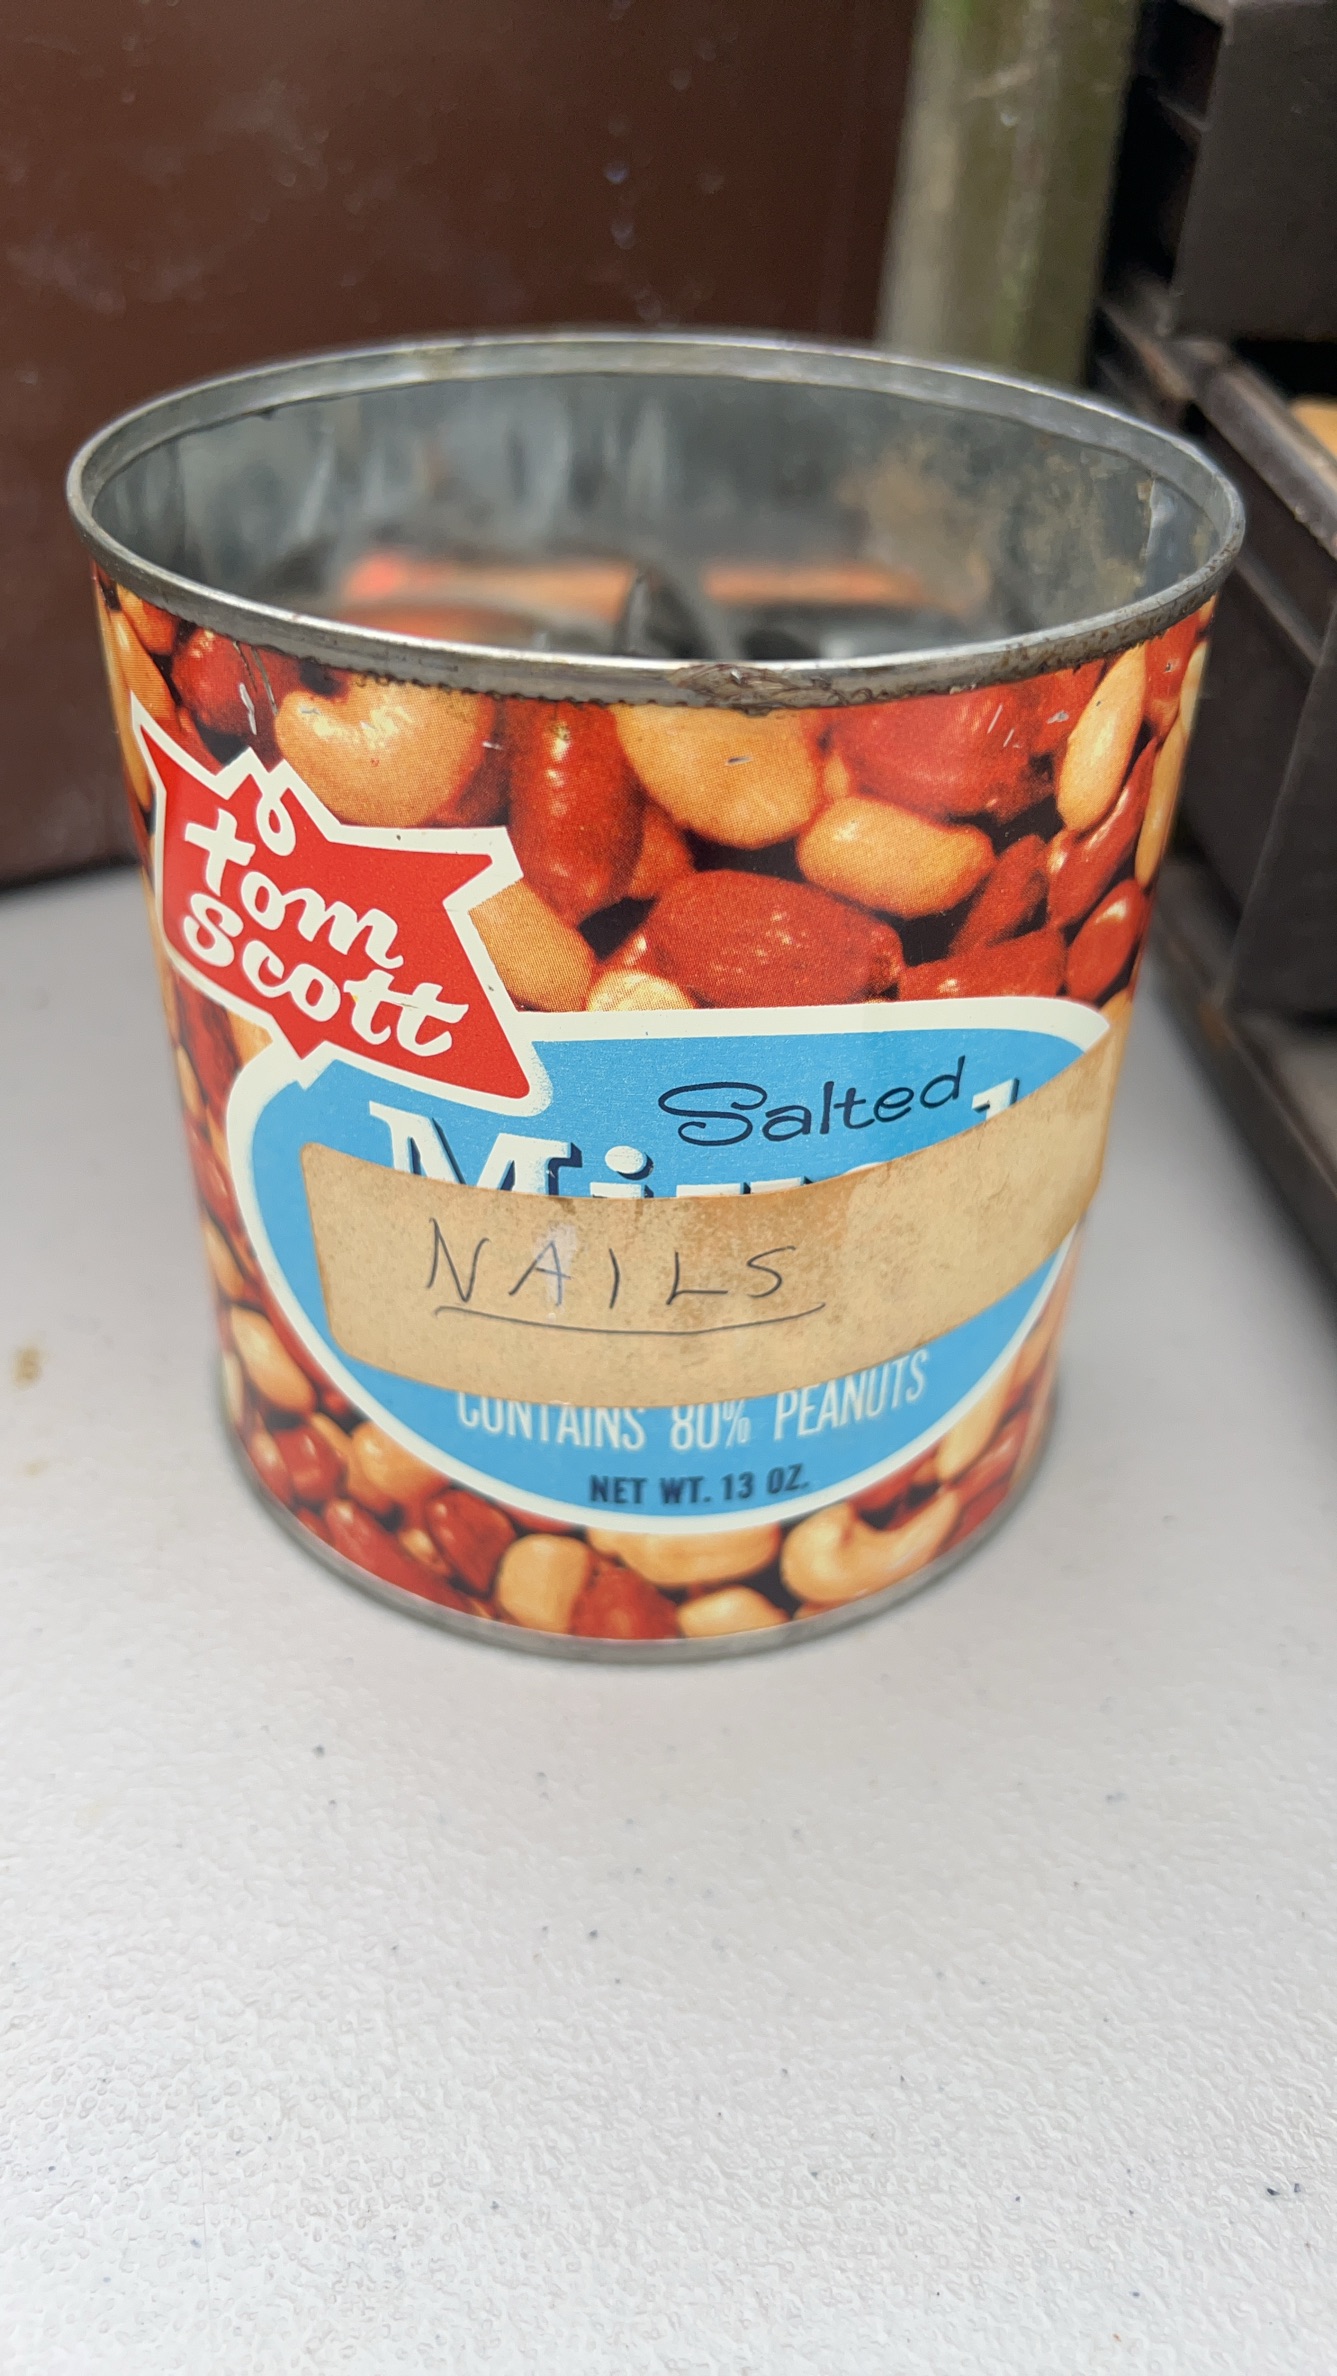 tom
scott
Salted
NAILS
CONTAINS 80% PEANUTS
NET WT. 13 OZ.